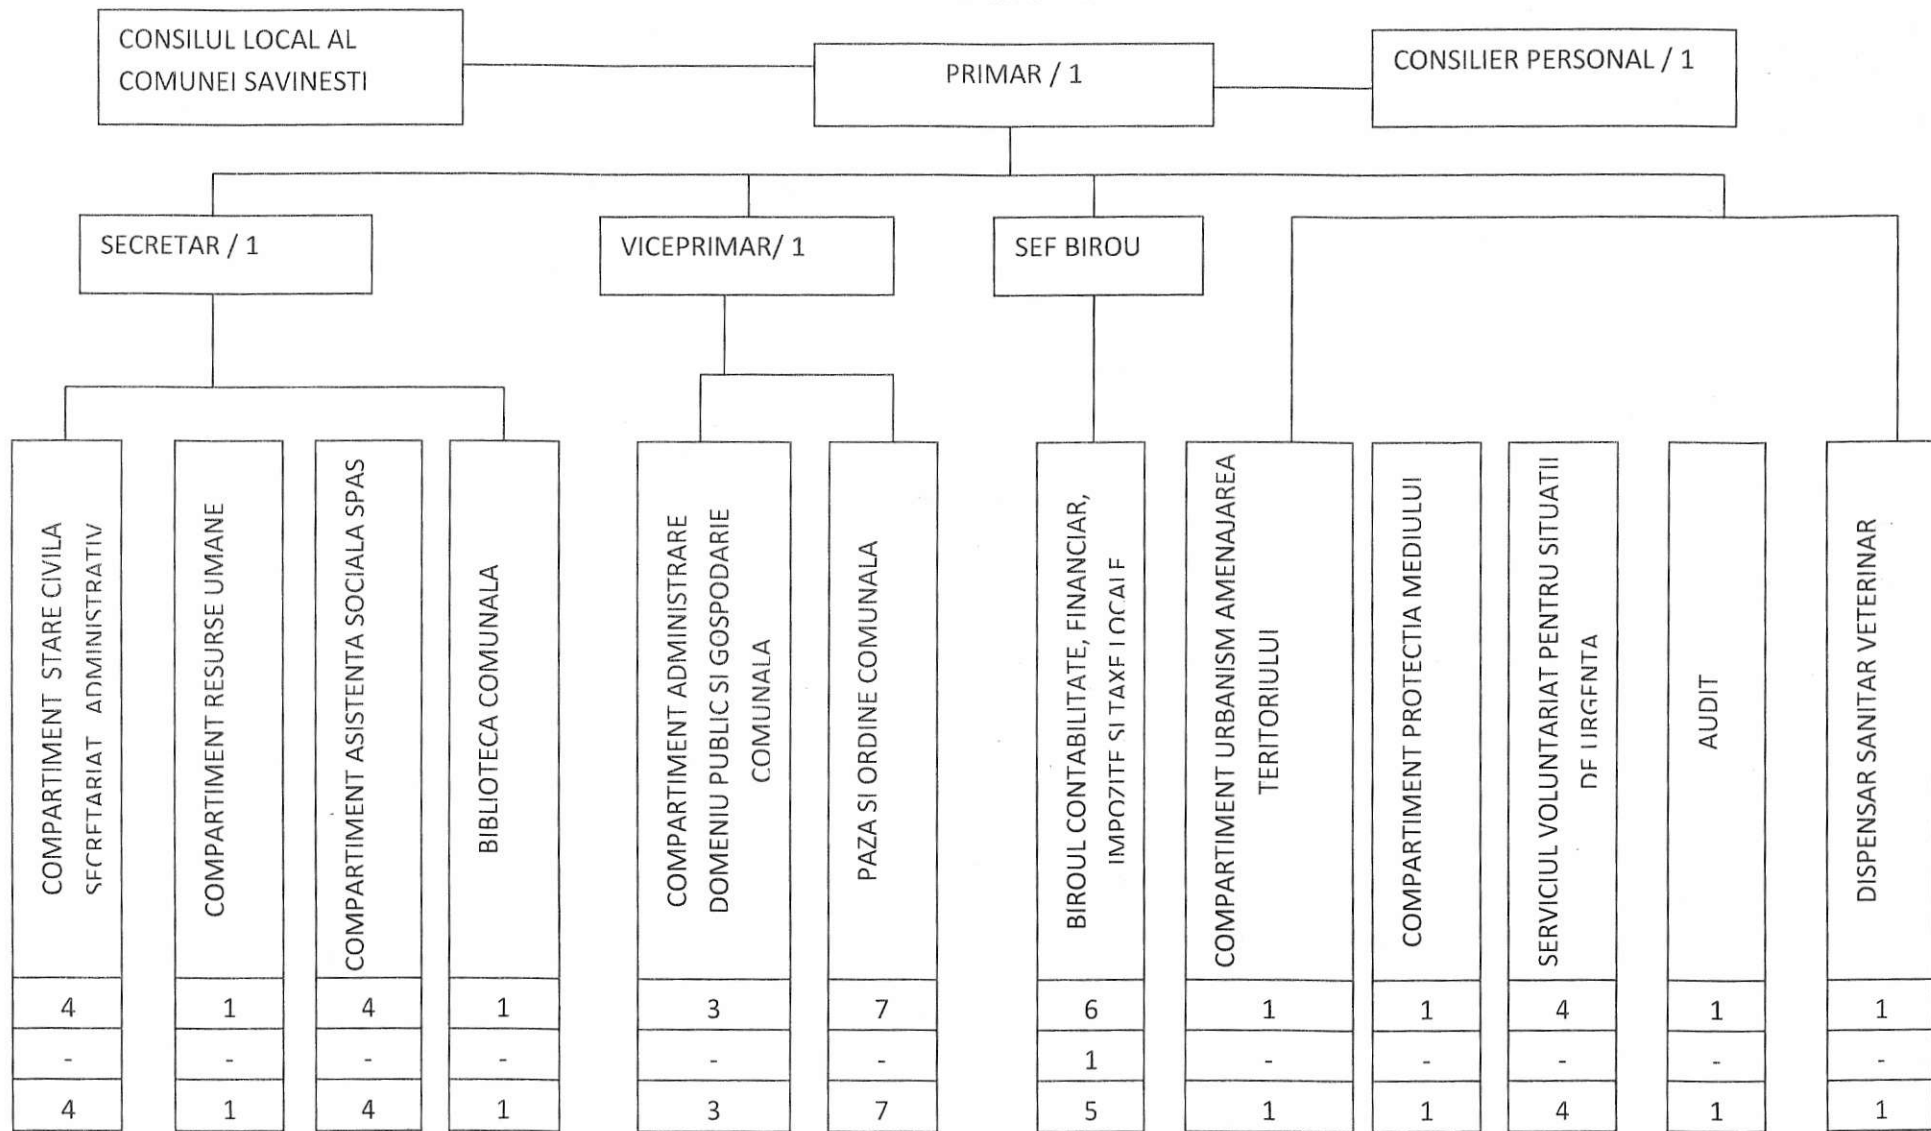 CONSILUL LOCAL AL
COMUNEI SAVINESTI
PRIMAR / 1
CONSILIER PERSONAL / 1
SECRETAR / 1
VICEPRIMAR/ 1
SEF BIROU
COMPARTIMENT STARE CIVILA
SECRETARIAT ADMINISTRATIV
COMPARTIMENT RESURSE UMANE
COMPARTIMENT ASISTENTA SOCIALA SPAS
BIBLIOTECA COMUNALA
COMPARTIMENT ADMINISTRARE
DOMENIU PUBLIC SI GOSPODARIE
COMUNALA
PAZA SI ORDINE COMUNALA
BIROUL CONTABILITATE, FINANCIAR,
IMPOZITE SI TAXE LOCALE
COMPARTIMENT URBANISM AMENAJAREA
TERITORIULUI
COMPARTIMENT PROTECTIA MEDIULUI
SERVICIUL VOLUNTARIAT PENTRU SITUATII
DE URGENTA
AUDIT
DISPENSAR SANITAR VETERINAR
4 1 4 1 3 7 6 1 1 4 1 1
- - - - - - 1 - - - - -
4 1 4 1 3 7 5 1 1 4 1 1